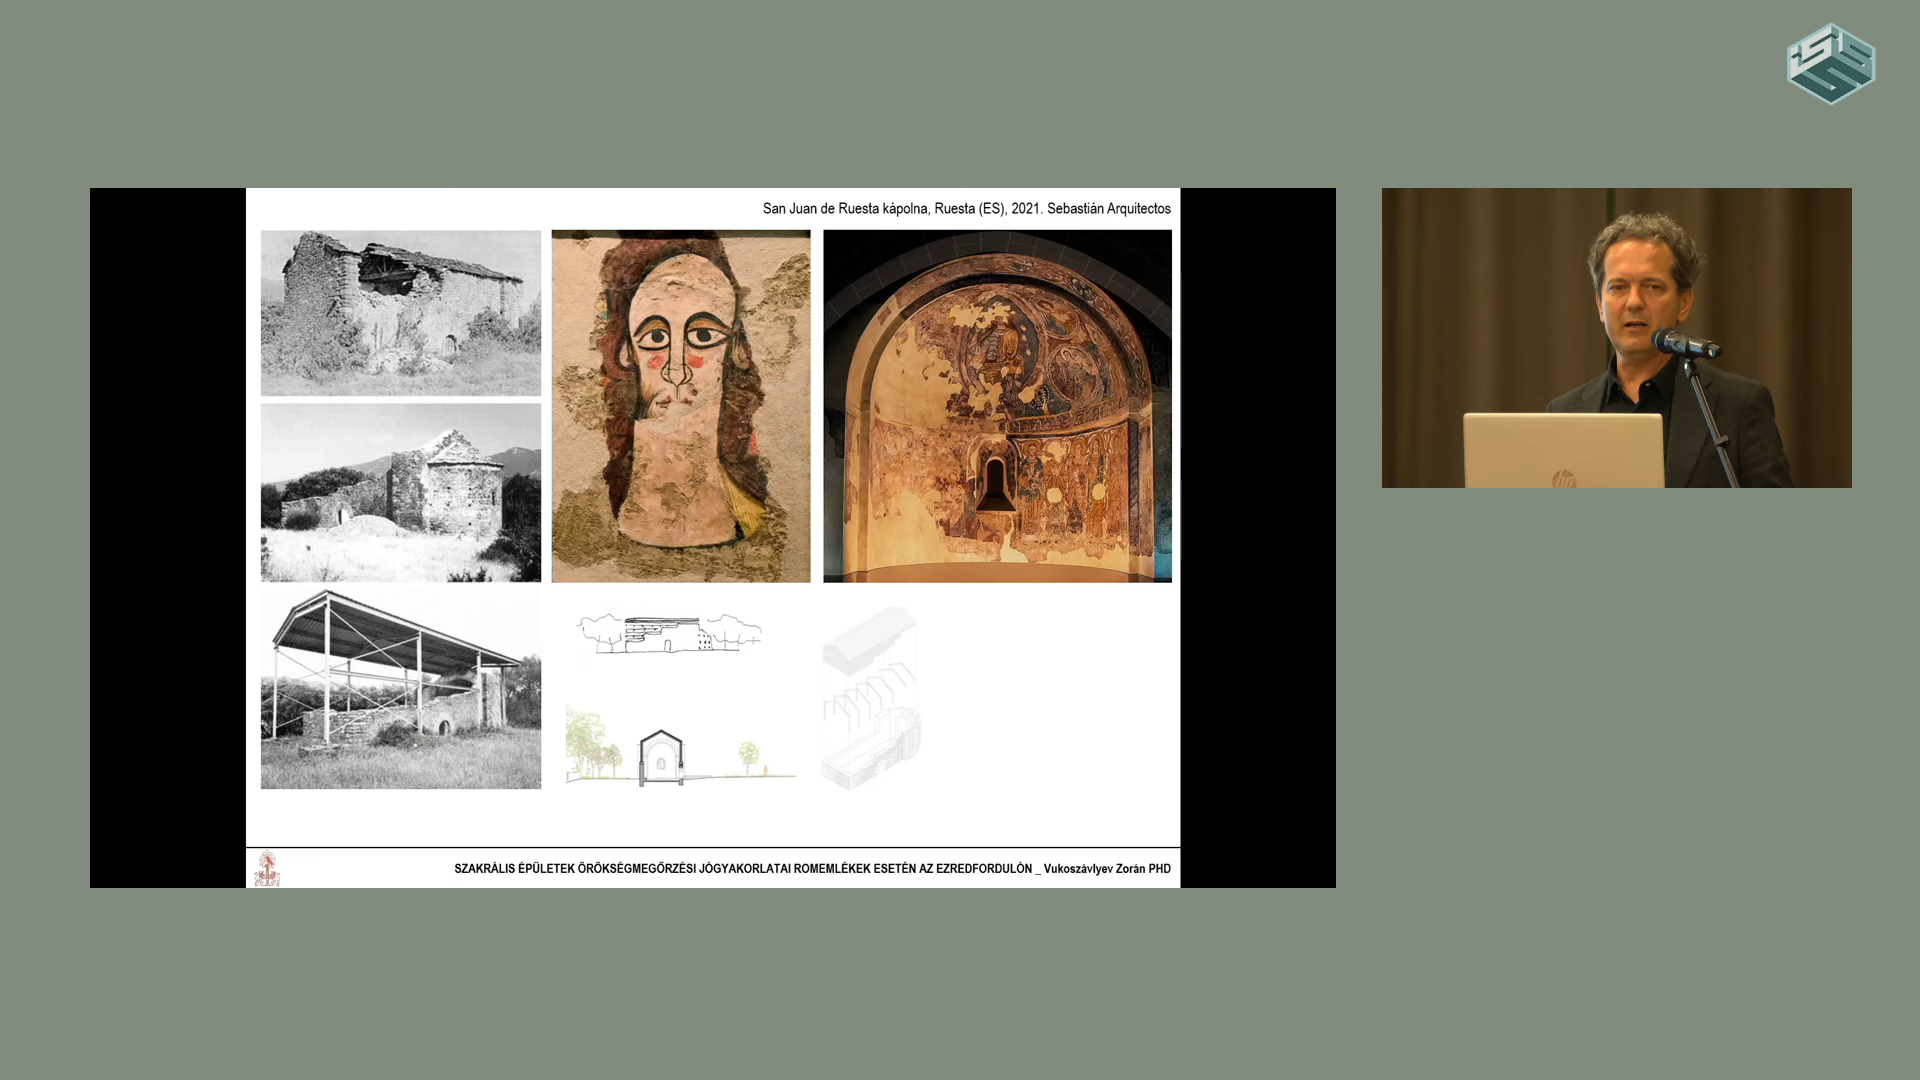 San Juan de Ruesta kápolna, Ruesta (ES), 2021. Sebastián Arquitectos
hp
SZAKRÁLIS ÉPÜLETEK ÖRÖKSÉGMEGŐRZÉSI JÓGYAKORLATAI ROMEMLÉKEK ESETÉN AZ EZREDFORDULÓN _ Vukoszávlyev Zorán PHD